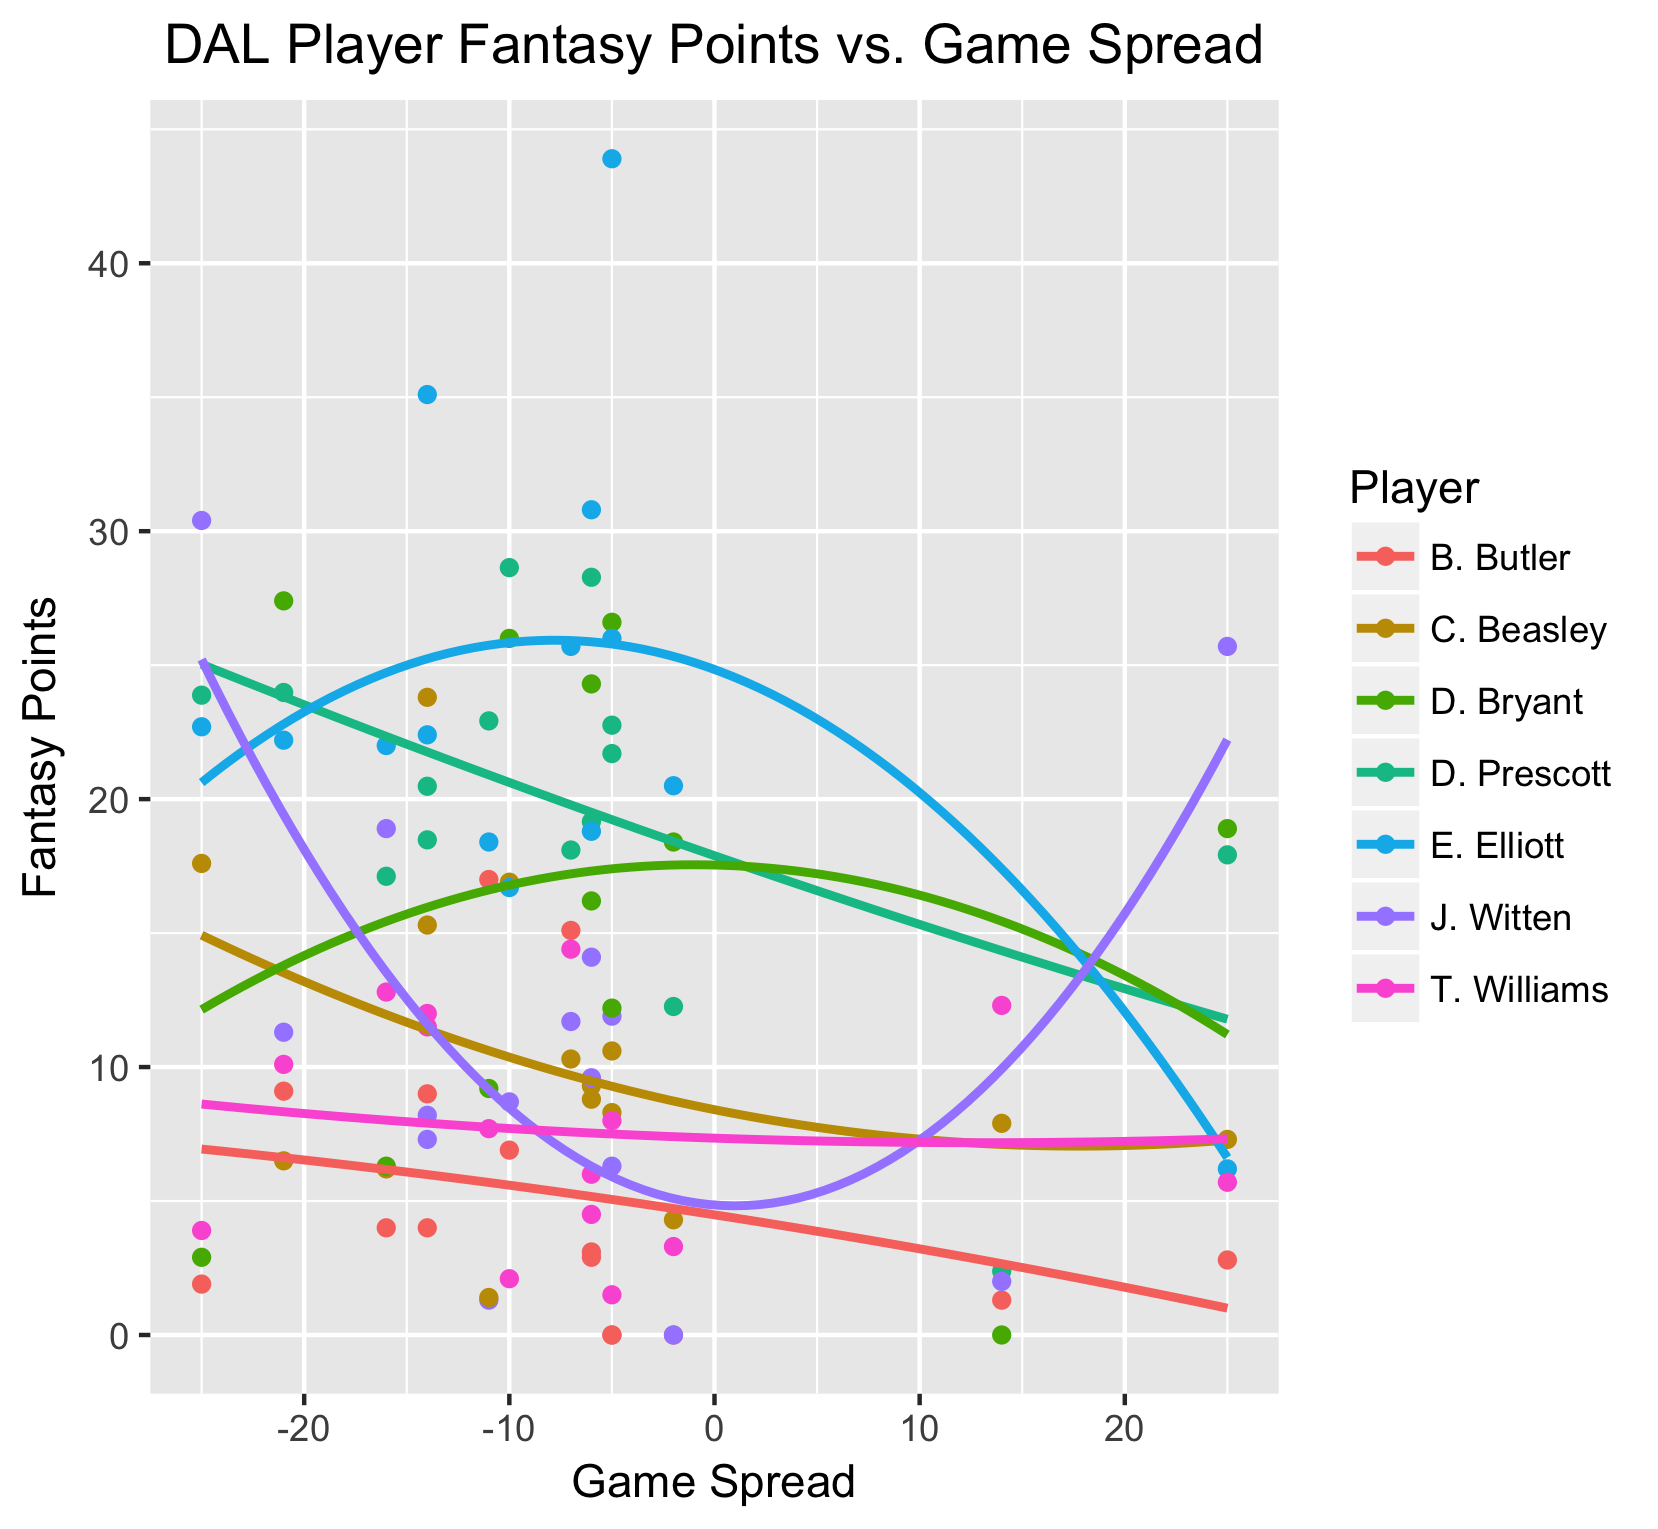 DAL Player Fantasy Points vs. Game Spread
40
30
20
10
0
Fantasy Points
-20 -10 0 10 20
Game Spread
Player
B. Butler
C. Beasley
D. Bryant
D. Prescott
E. Elliott
J. Witten
T. Williams